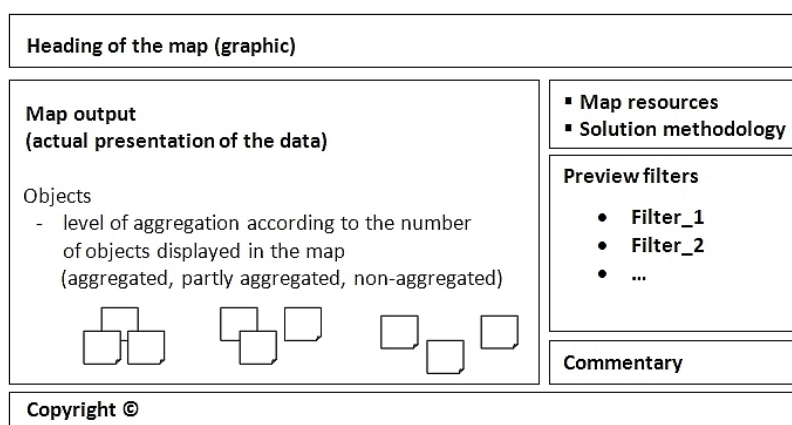 Heading of the map (graphic)
Map output
(actual presentation of the data)
Objects
- level of aggregation according to the number
of objects displayed in the map
(aggregated, partly aggregated, non-aggregated)
▪ Map resources
▪ Solution methodology
Preview filters
• Filter_1
• Filter_2
• ...
Commentary
Copyright ©